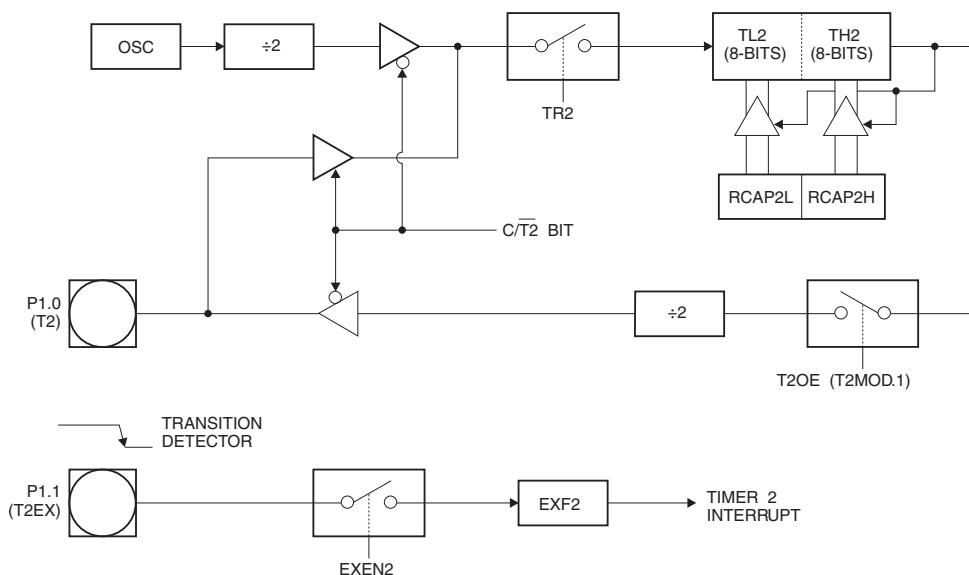 OSC
÷2
TR2
TL2
(8-BITS)
TH2
(8-BITS)
RCAP2L
RCAP2H
C/T2 BIT
P1.0
(T2)
÷2
T2OE (T2MOD.1)
TRANSITION
DETECTOR
P1.1
(T2EX)
EXEN2
EXF2
TIMER 2
INTERRUPT